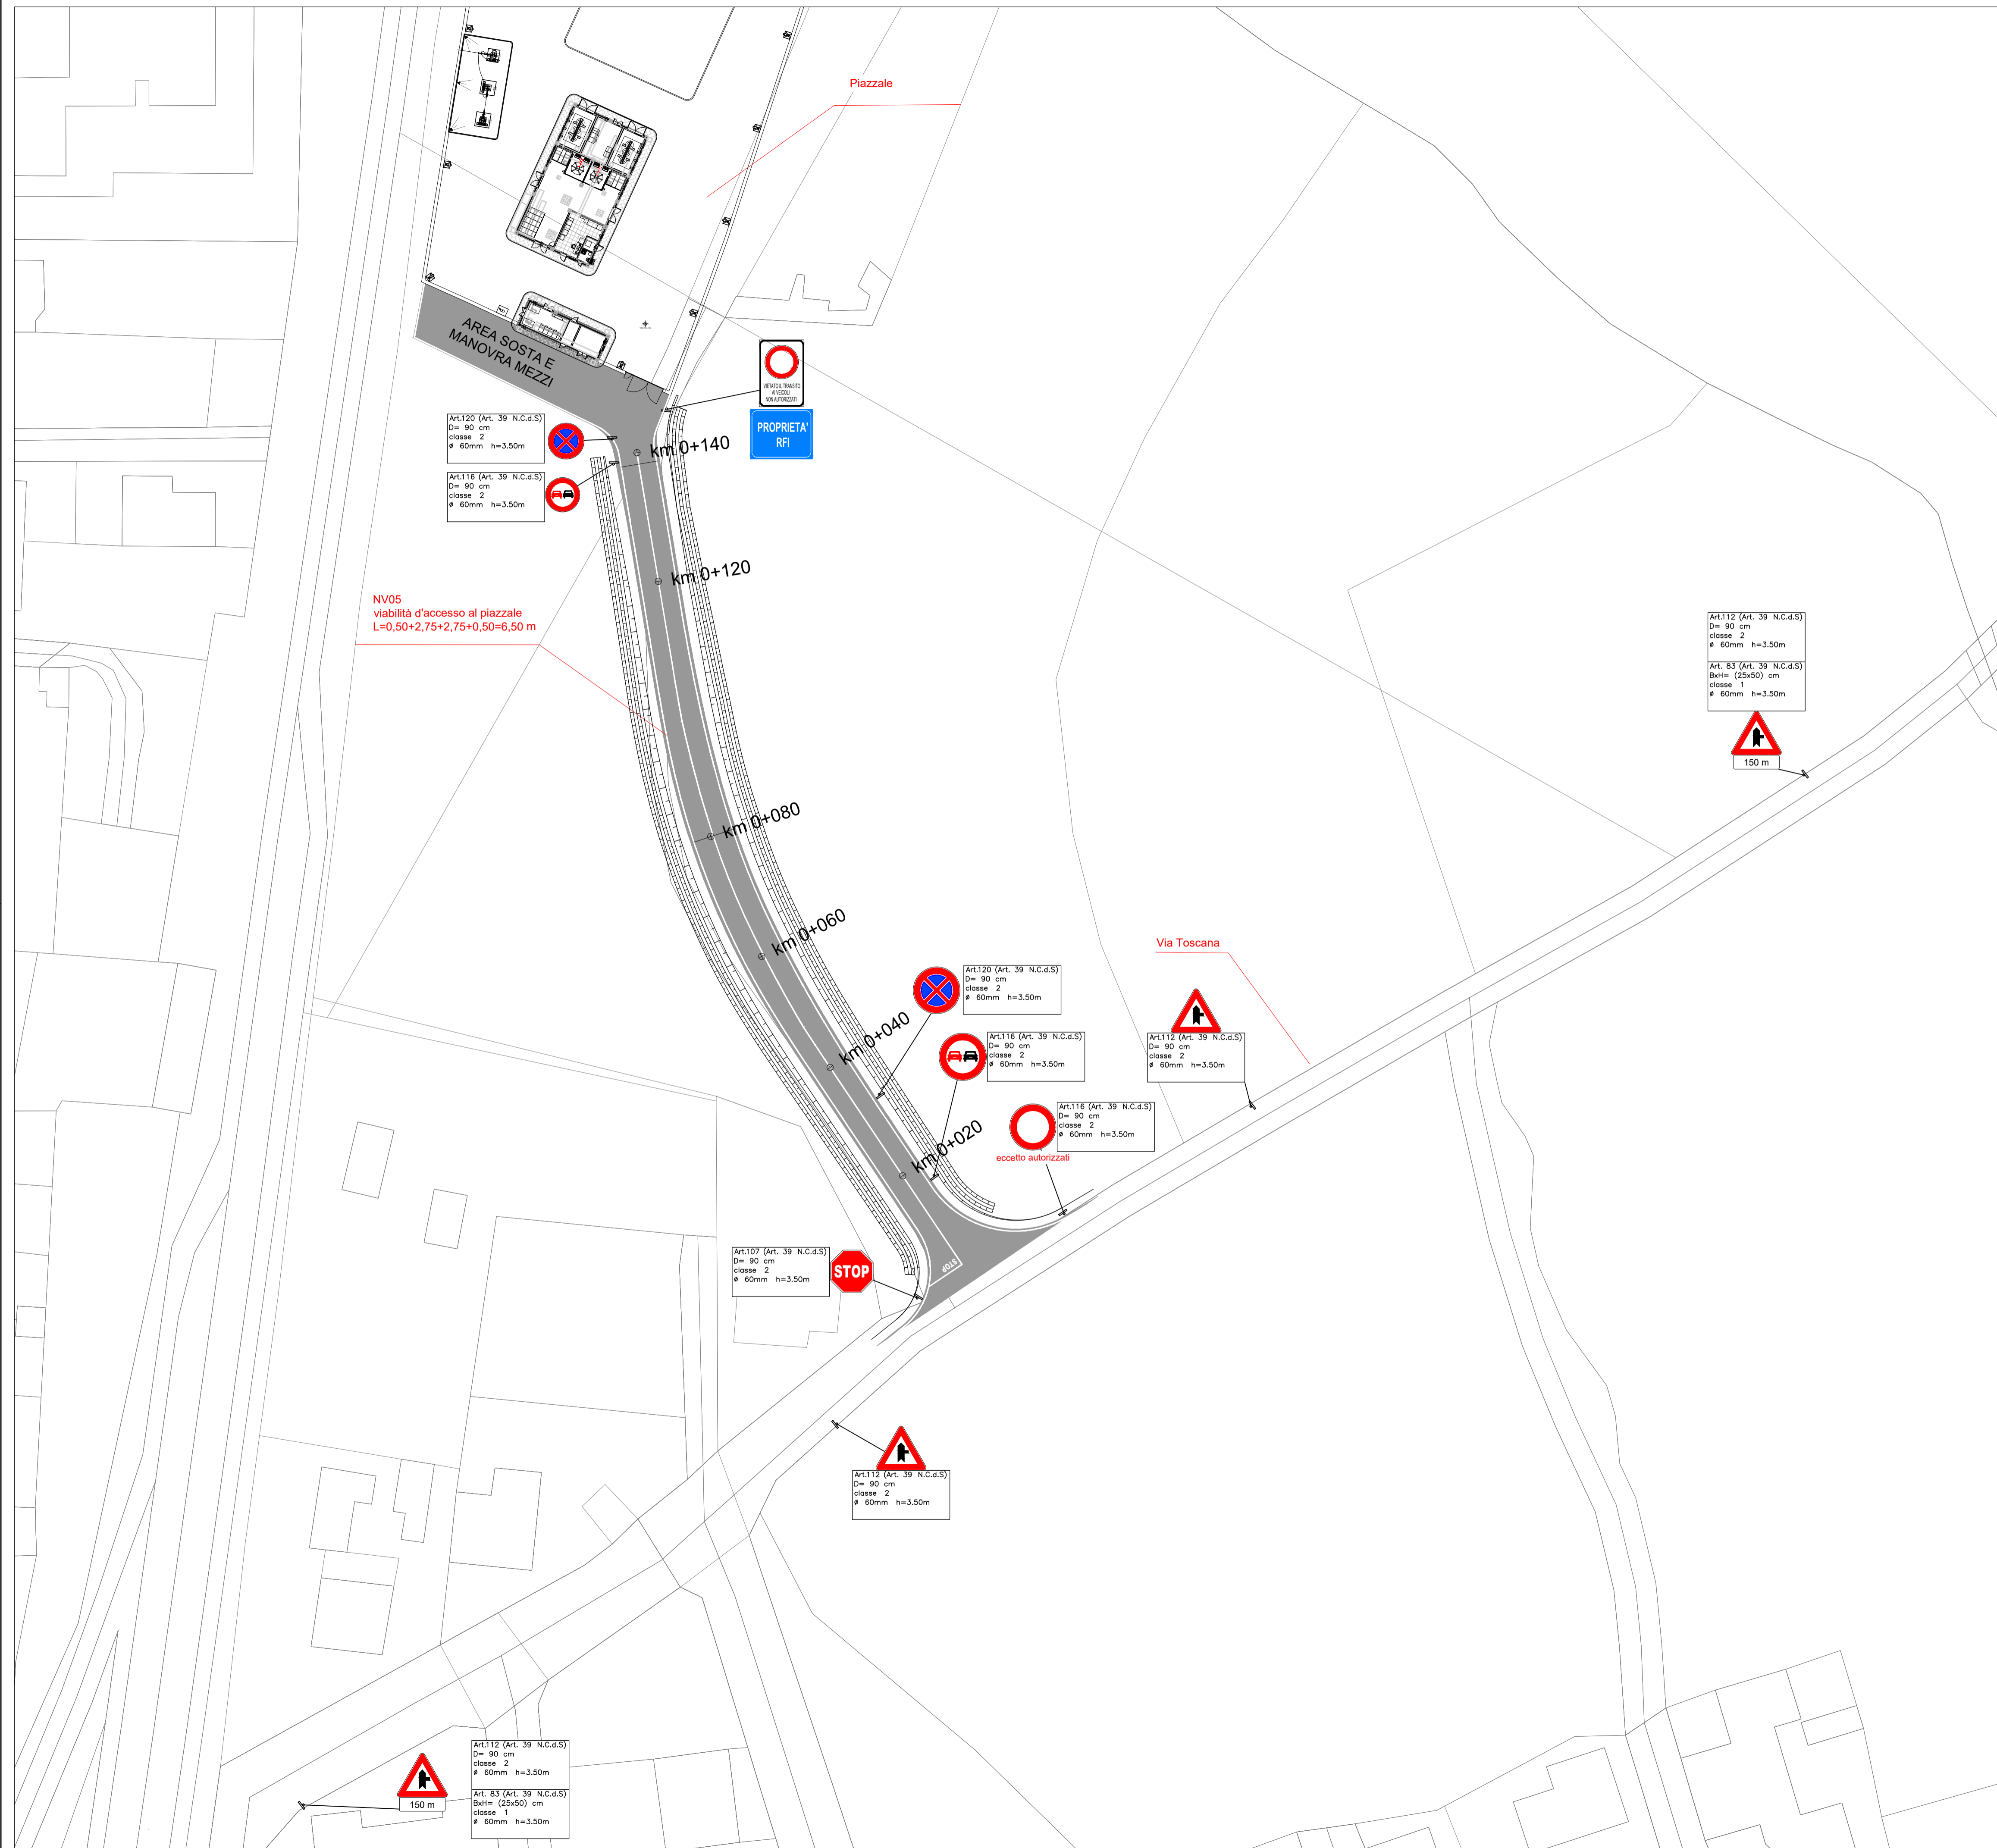 Piazzale
AREA SOSTA E
MANOVRA MEZZI
VIETATO IL TRANSITO
AI VEICOLI
NON AUTORIZZATI
PROPRIETA'
RFI
Art.120 (Art. 39 N.C.d.S)
D= 90 cm
classe 2
ø 60mm h=3.50m
km 0+140
Art.116 (Art. 39 N.C.d.S)
D= 90 cm
classe 2
ø 60mm h=3.50m
km 0+120
NV05
viabilità d'accesso al piazzale
L=0,50+2,75+2,75+0,50=6,50 m
Art.112 (Art. 39 N.C.d.S)
D= 90 cm
classe 2
ø 60mm h=3.50m
Art. 83 (Art. 39 N.C.d.S)
BxH= (25x50) cm
classe 1
ø 60mm h=3.50m
150 m
km 0+080
km 0+060
Via Toscana
Art.120 (Art. 39 N.C.d.S)
D= 90 cm
classe 2
ø 60mm h=3.50m
km 0+040
Art.116 (Art. 39 N.C.d.S)
D= 90 cm
classe 2
ø 60mm h=3.50m
Art.112 (Art. 39 N.C.d.S)
D= 90 cm
classe 2
ø 60mm h=3.50m
Art.116 (Art. 39 N.C.d.S)
D= 90 cm
classe 2
ø 60mm h=3.50m
eccetto autorizzati
km 0+020
Art.107 (Art. 39 N.C.d.S)
D= 90 cm
classe 2
ø 60mm h=3.50m
STOP
STOP
Art.112 (Art. 39 N.C.d.S)
D= 90 cm
classe 2
ø 60mm h=3.50m
150 m
Art.112 (Art. 39 N.C.d.S)
D= 90 cm
classe 2
ø 60mm h=3.50m
Art. 83 (Art. 39 N.C.d.S)
BxH= (25x50) cm
classe 1
ø 60mm h=3.50m